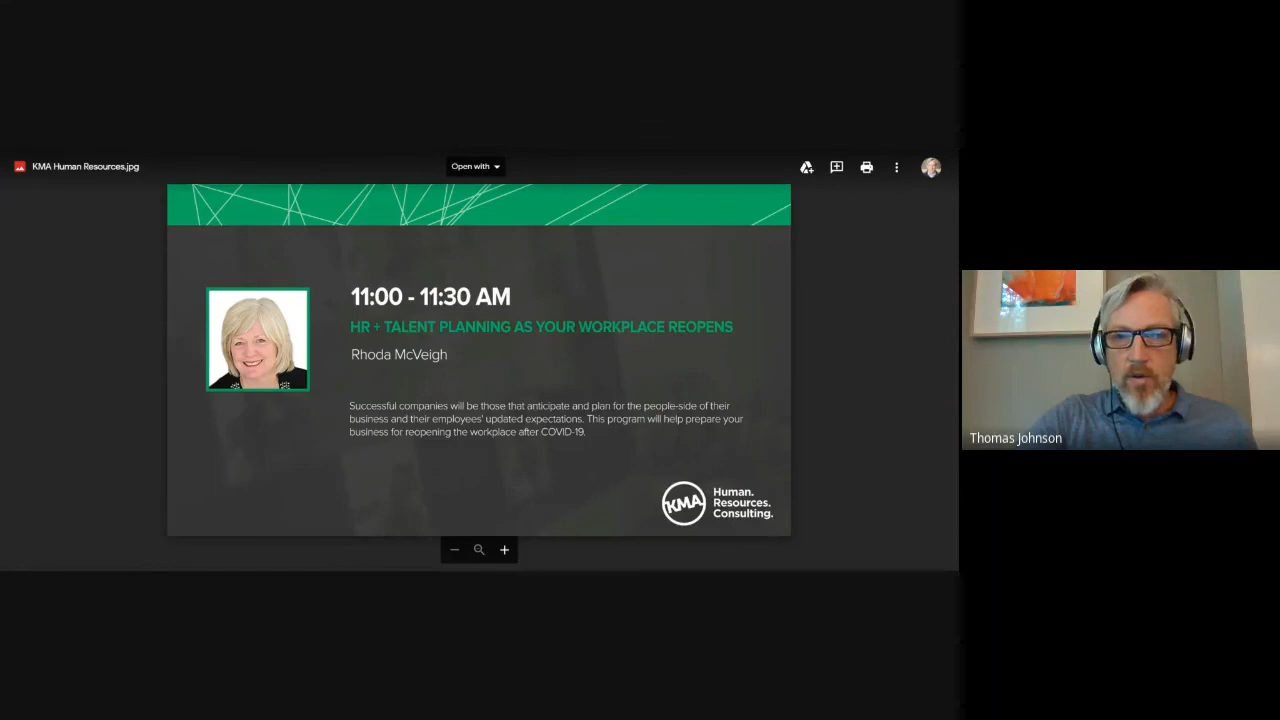 KMA Human Resources.jpg
Open with
11:00 - 11:30 AM
HR + TALENT PLANNING AS YOUR WORKPLACE REOPENS
Rhoda McVeigh
Successful companies will be those that anticipate and plan for the people-side of their
business and their employees' updated expectations. This program will help prepare your
business for reopening the workplace after COVID-19.
KMA
Human.
Resources.
Consulting.
Thomas Johnson